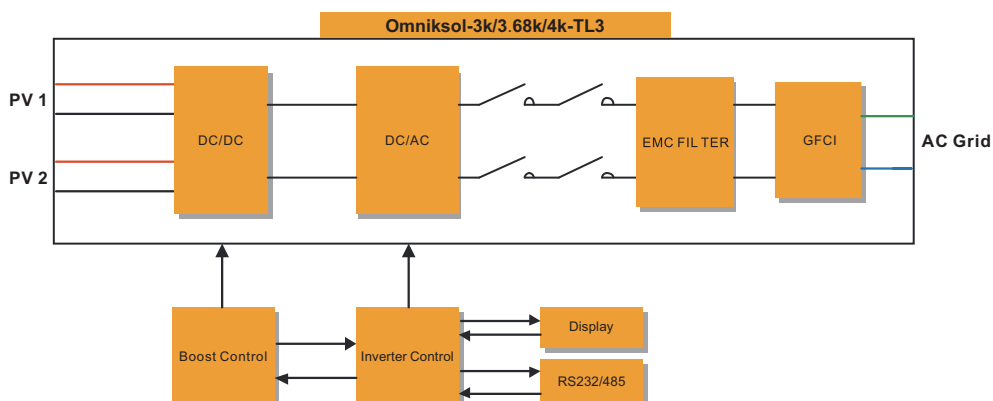 Omniksol-3k/3.68k/4k-TL3
PV 1
PV 2
DC/DC
DC/AC
EMC FIL TER
GFCI
AC Grid
Boost Control
Inverter Control
Display
RS232/485